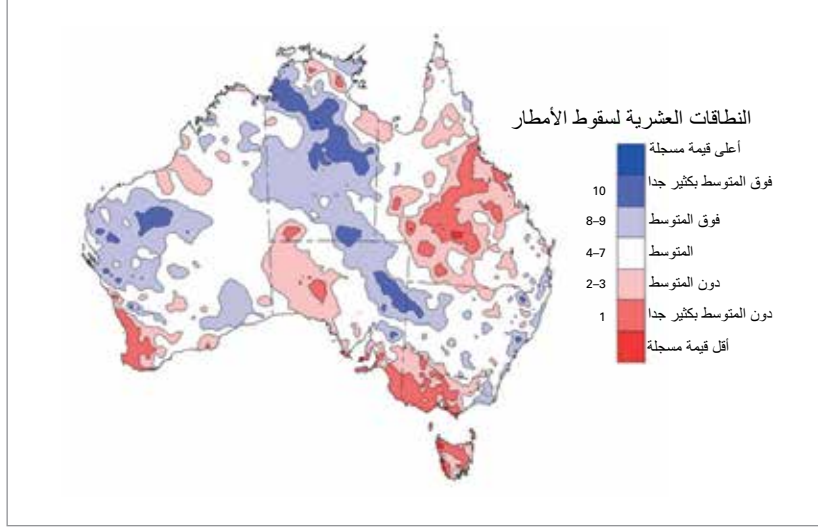 النطاقات العشرية لسقوط الأمطار
أعلى قيمة مسجلة
فوق المتوسط بكثير جدا
10
فوق المتوسط
8–9
المتوسط
4–7
دون المتوسط
2–3
دون المتوسط بكثير جدا
1
أقل قيمة مسجلة